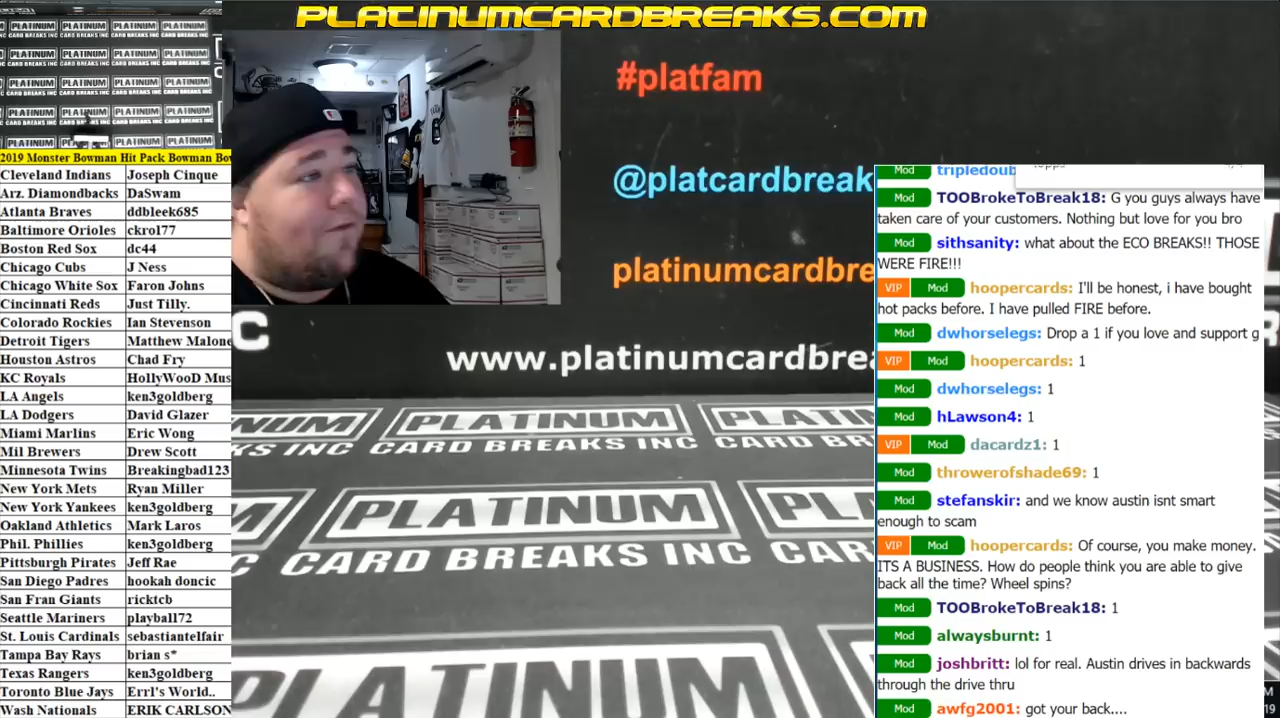 PLATINUMCARDBREAKS.COM
#platfam
@platcardbreak
platinumcardbre
www.platinumcardbrea
C
2019 Monster Bowman Hit Pack Bowman Bow
Cleveland Indians Joseph Cinque
Arz. Diamondbacks DaSwam
Atlanta Braves ddbleek685
Baltimore Orioles ckrol77
Boston Red Sox dc44
Chicago Cubs J Ness
Chicago White Sox Faron Johns
Cincinnati Reds Just Tilly.
Colorado Rockies Ian Stevenson
Detroit Tigers Matthew Malone
Houston Astros Chad Fry
KC Royals HollyWooD Mus
LA Angels ken3goldberg
LA Dodgers David Glazer
Miami Marlins Eric Wong
Mil Brewers Drew Scott
Minnesota Twins Breakingbad123
New York Mets Ryan Miller
New York Yankees ken3goldberg
Oakland Athletics Mark Laros
Phil. Phillies ken3goldberg
Pittsburgh Pirates Jeff Rae
San Diego Padres hookah doncic
San Fran Giants ricktcb
Seattle Mariners playball72
St. Louis Cardinals sebastiantelfair
Tampa Bay Rays brian s*
Texas Rangers ken3goldberg
Toronto Blue Jays Errl's World..
Wash Nationals ERIK CARLSON
PLATINUM
CARD BREAKS INC
PLATINUM
CARD BREAKS INC
PLATINUM
Mod tripledoub
Mod TOOBrokeToBreak18: G you guys always have
taken care of your customers. Nothing but love for you bro
Mod sithsanity: what about the ECO BREAKS!! THOSE
WERE FIRE!!!
VIP Mod hoopercards: I'll be honest, i have bought
hot packs before. I have pulled FIRE before.
Mod dwhorselegs: Drop a 1 if you love and support g
VIP Mod hoopercards: 1
Mod dwhorselegs: 1
Mod hLawson4: 1
VIP Mod dacardz1: 1
Mod throwerofshade69: 1
Mod stefanskir: and we know austin isnt smart
enough to scam
VIP Mod hoopercards: Of course, you make money.
ITS A BUSINESS. How do people think you are able to give
back all the time? Wheel spins?
Mod TOOBrokeToBreak18: 1
Mod alwaysburnt: 1
Mod joshbritt: lol for real. Austin drives in backwards
through the drive thru
Mod awfg2001: got your back....